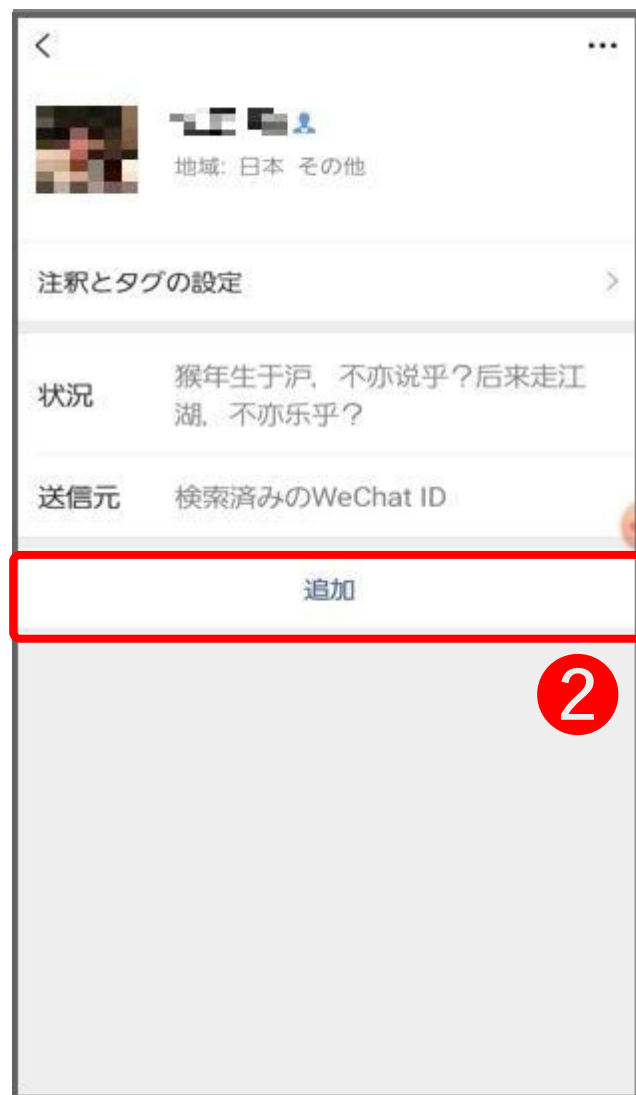 地域: 日本 その他
注釈とタグの設定
状況
猴年生于沪，不亦说乎？后来走江
湖，不亦乐乎？
送信元
検索済みのWeChat ID
追加
2